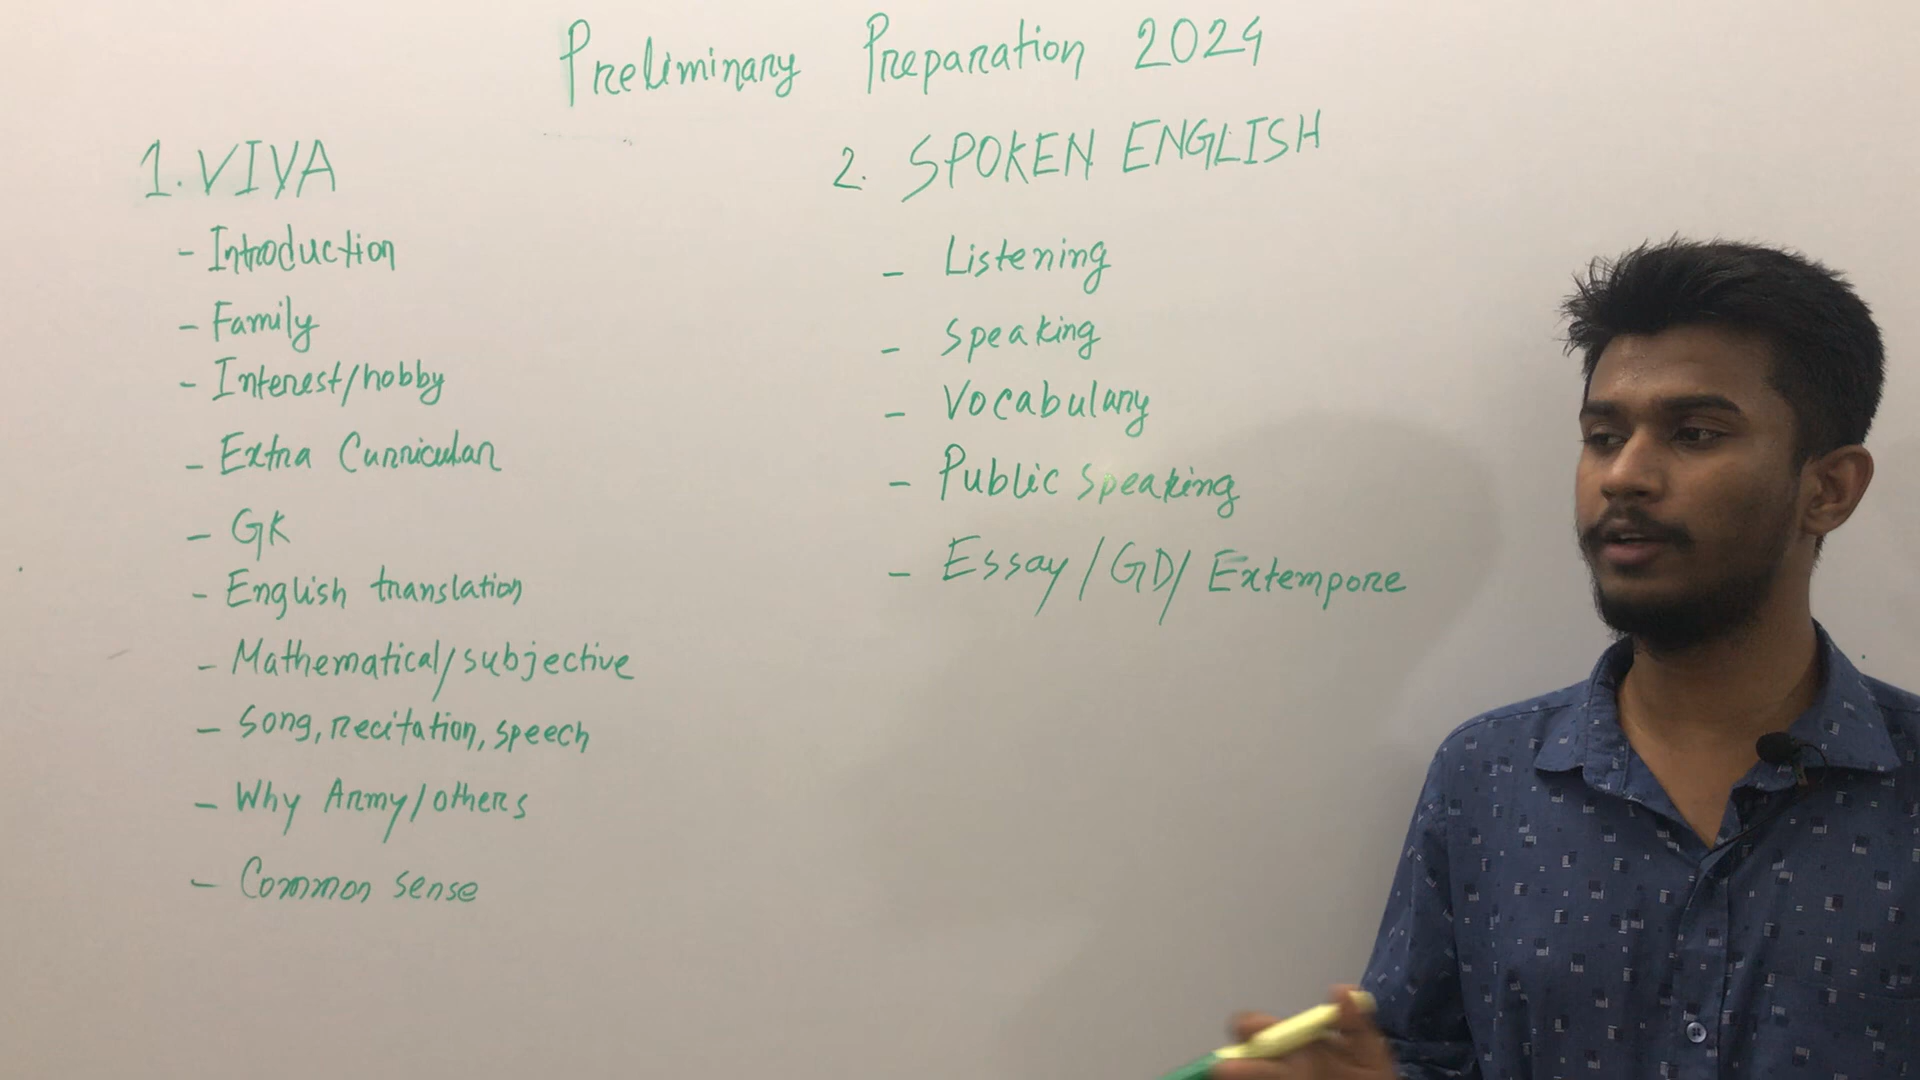 Preliminary Preparation 2024
1. VIVA
- Introduction
- Family
- Interest/hobby
- Extra Curricular
- GK
- English translation
- Mathematical/subjective
- Song, recitation, speech
- Why Army/others
- Common sense
2. SPOKEN ENGLISH
- Listening
- Speaking
- Vocabulary
- Public Speaking
- Essay/GD/Extempore